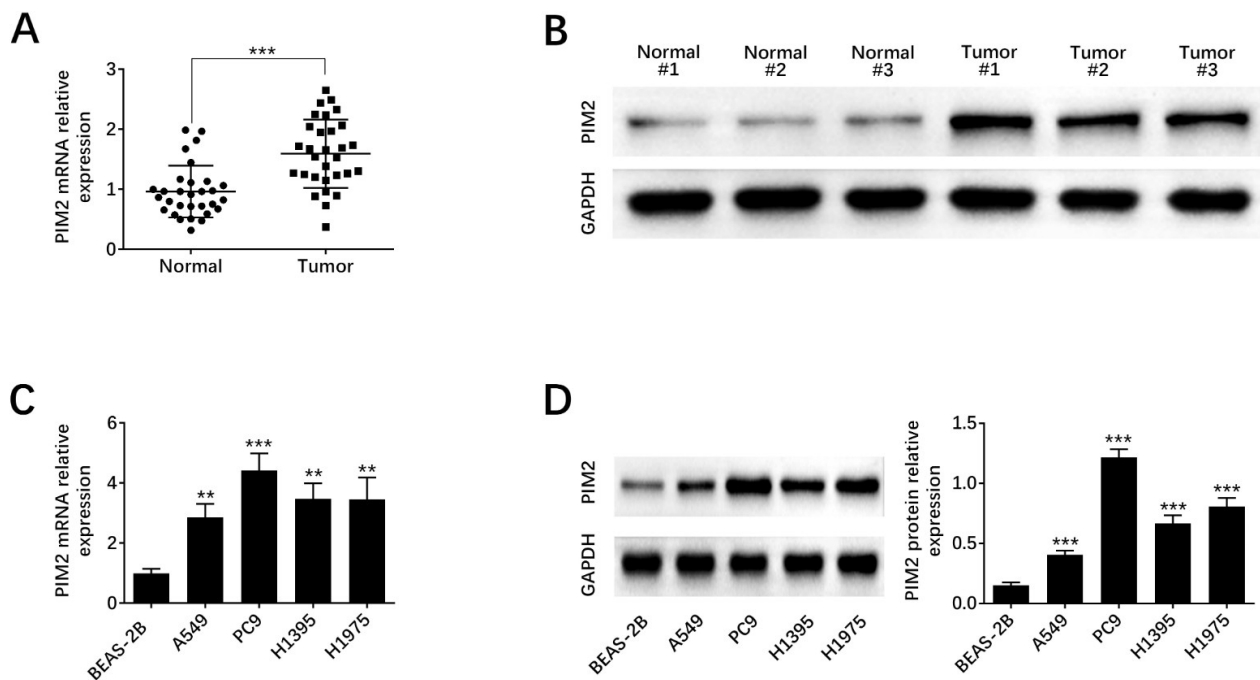 A
PIM2 mRNA relative
expression
3
2
1
0
***
Normal
Tumor
B
Normal
#1
Normal
#2
Normal
#3
Tumor
#1
Tumor
#2
Tumor
#3
PIM2
GAPDH
C
PIM2 mRNA relative
expression
6
4
2
0
**
***
**
**
BEAS-2B
A549
PC9
H1395
H1975
D
PIM2
GAPDH
BEAS-2B
A549
PC9
H1395
H1975
PIM2 protein relative
expression
1.5
1.0
0.5
0.0
***
***
***
***
BEAS-2B
A549
PC9
H1395
H1975